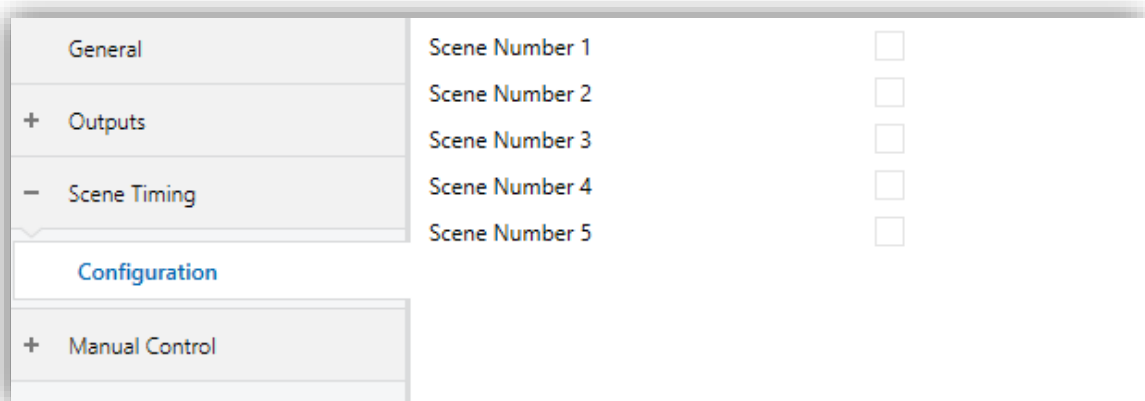 General
+ Outputs
− Scene Timing
Configuration
+ Manual Control
Scene Number 1
Scene Number 2
Scene Number 3
Scene Number 4
Scene Number 5